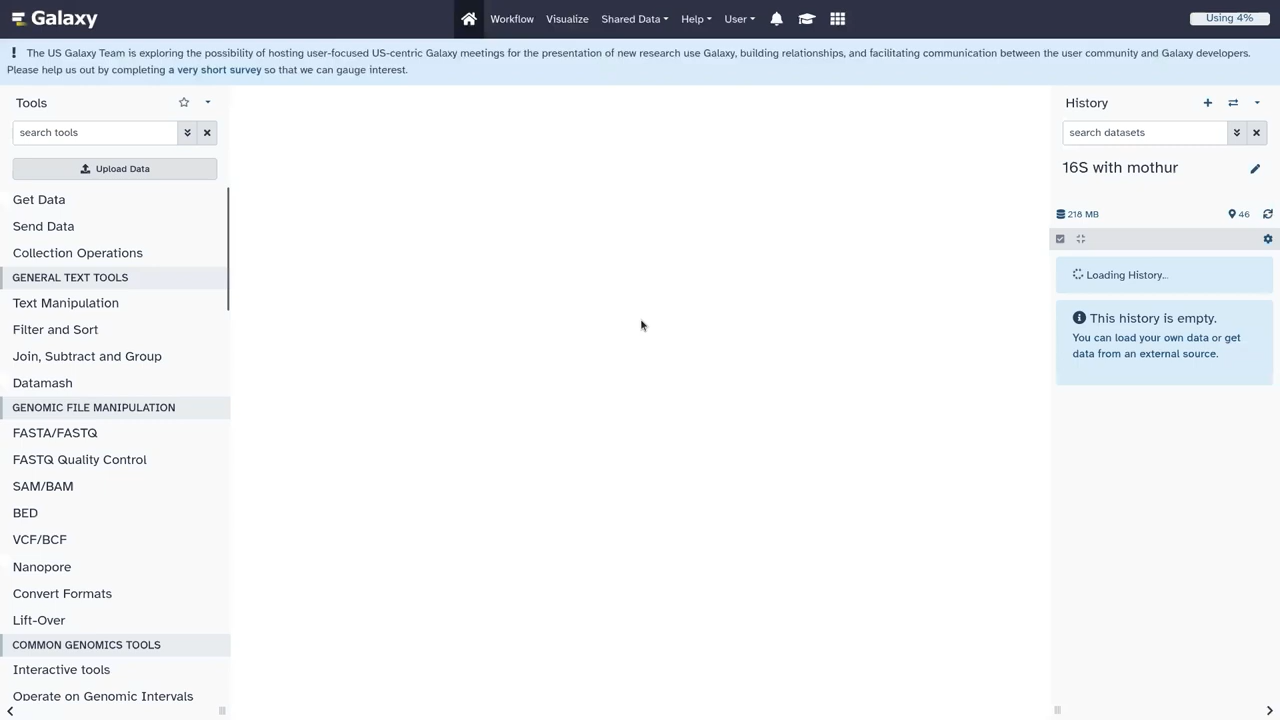 Galaxy
Workflow Visualize Shared Data Help User Using 4%
The US Galaxy Team is exploring the possibility of hosting user-focused US-centric Galaxy meetings for the presentation of new research use Galaxy, building relationships, and facilitating communication between the user community and Galaxy developers.
Please help us out by completing a very short survey so that we can gauge interest.
Tools
search tools
Upload Data
Get Data
Send Data
Collection Operations
GENERAL TEXT TOOLS
Text Manipulation
Filter and Sort
Join, Subtract and Group
Datamash
GENOMIC FILE MANIPULATION
FASTA/FASTQ
FASTQ Quality Control
SAM/BAM
BED
VCF/BCF
Nanopore
Convert Formats
Lift-Over
COMMON GENOMICS TOOLS
Interactive tools
Operate on Genomic Intervals
History
search datasets
16S with mothur
218 MB 46
Loading History...
This history is empty.
You can load your own data or get
data from an external source.